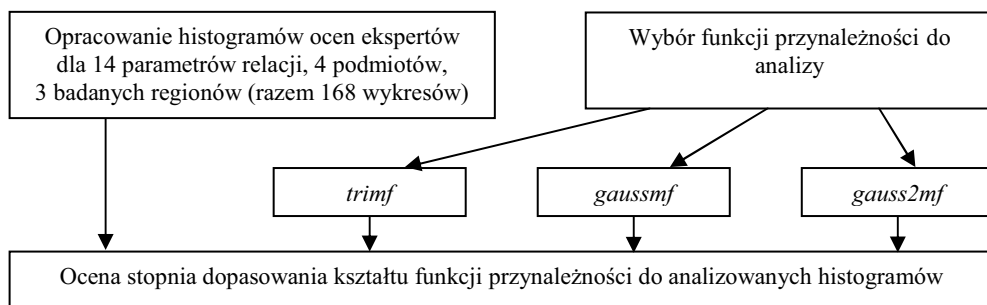 Opracowanie histogramów ocen ekspertów
dla 14 parametrów relacji, 4 podmiotów,
3 badanych regionów (razem 168 wykresów)
Wybór funkcji przynależności do
analizy
trimf
gaussmf
gauss2mf
Ocena stopnia dopasowania kształtu funkcji przynależności do analizowanych histogramów